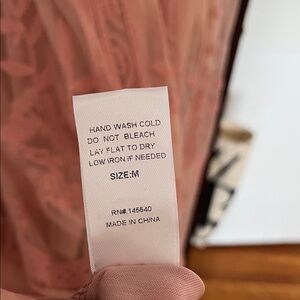 HAND WASH COLD
DO NOT BLEACH
LAY FLAT TO DRY
LOW IRON IF NEEDED
SIZE:M
RN#.146640
MADE IN CHINA